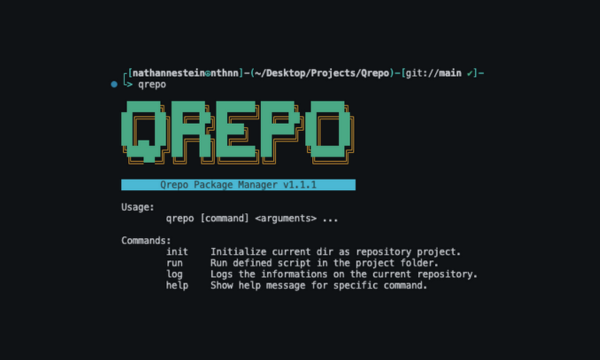 ┌[nathannestein@nthnn]-(~/Desktop/Projects/Qrepo)-[git://main ✔]-
└> qrepo
QREPO
Qrepo Package Manager v1.1.1
Usage:
qrepo [command] <arguments> ...
Commands:
init Initialize current dir as repository project.
run Run defined script in the project folder.
log Logs the informations on the current repository.
help Show help message for specific command.